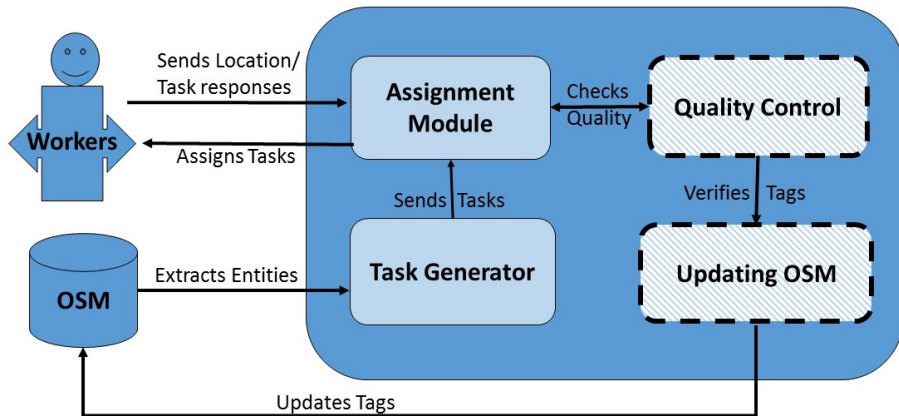 Sends Location/
Task responses
Workers
Assigns Tasks
Assignment
Module
Checks
Quality
Quality Control
Sends Tasks
Verifies Tags
OSM
Extracts Entities
Task Generator
Updating OSM
Updates Tags